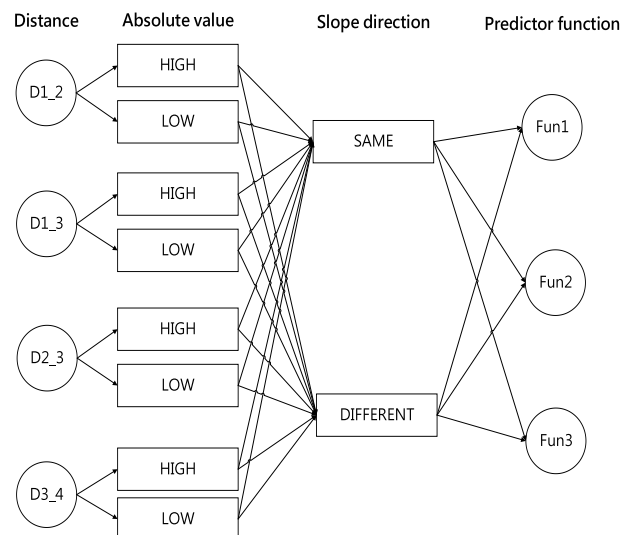 Distance Absolute value Slope direction Predictor function
D1_2
HIGH
LOW
D1_3
HIGH
LOW
D2_3
HIGH
LOW
D3_4
HIGH
LOW
SAME
DIFFERENT
Fun1
Fun2
Fun3